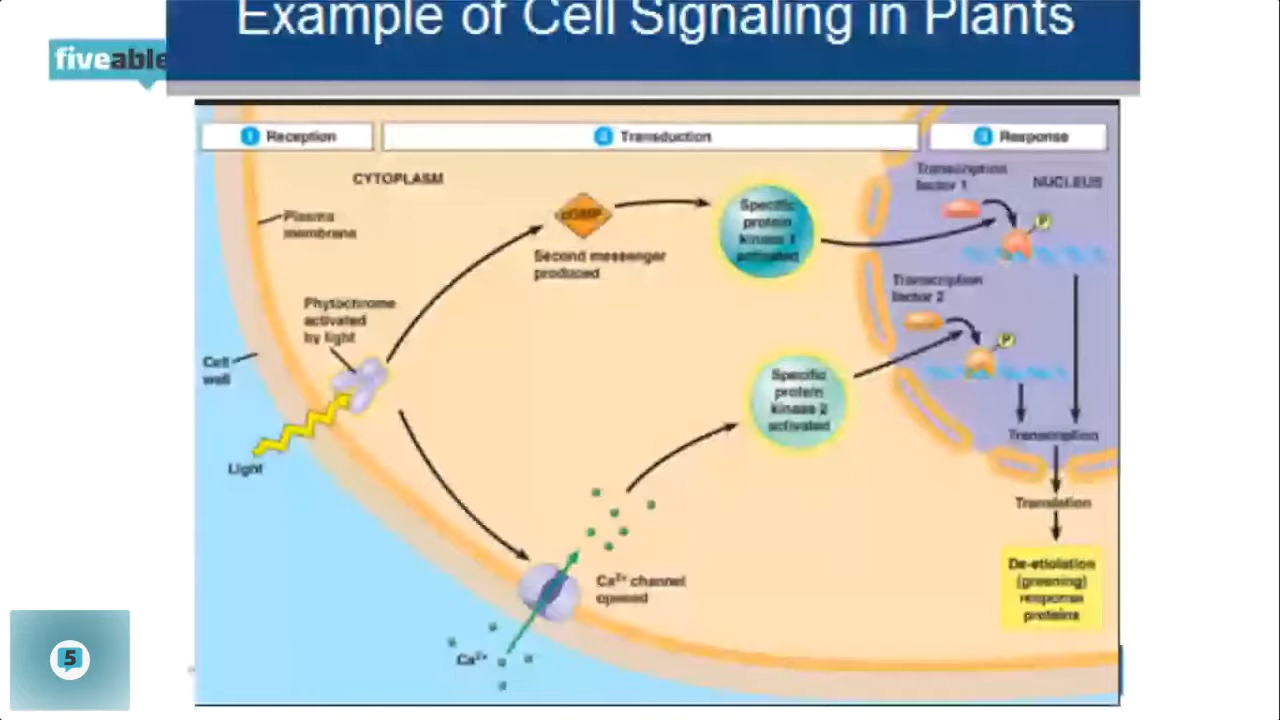 Example of Cell Signaling in Plants
fiveable
1 Reception
2 Transduction
3 Response
CYTOPLASM
NUCLEUS
Plasma
membrane
Phytochrome
activated
by light
Cell
wall
Light
cGMP
Second messenger
produced
Specific
protein
kinase 1
activated
Transcription
factor 1
P
Transcription
factor 2
P
Specific
protein
kinase 2
activated
Ca²⁺ channel
opened
Ca²⁺
Transcription
Translation
De-etiolation
(greening)
response
proteins
5